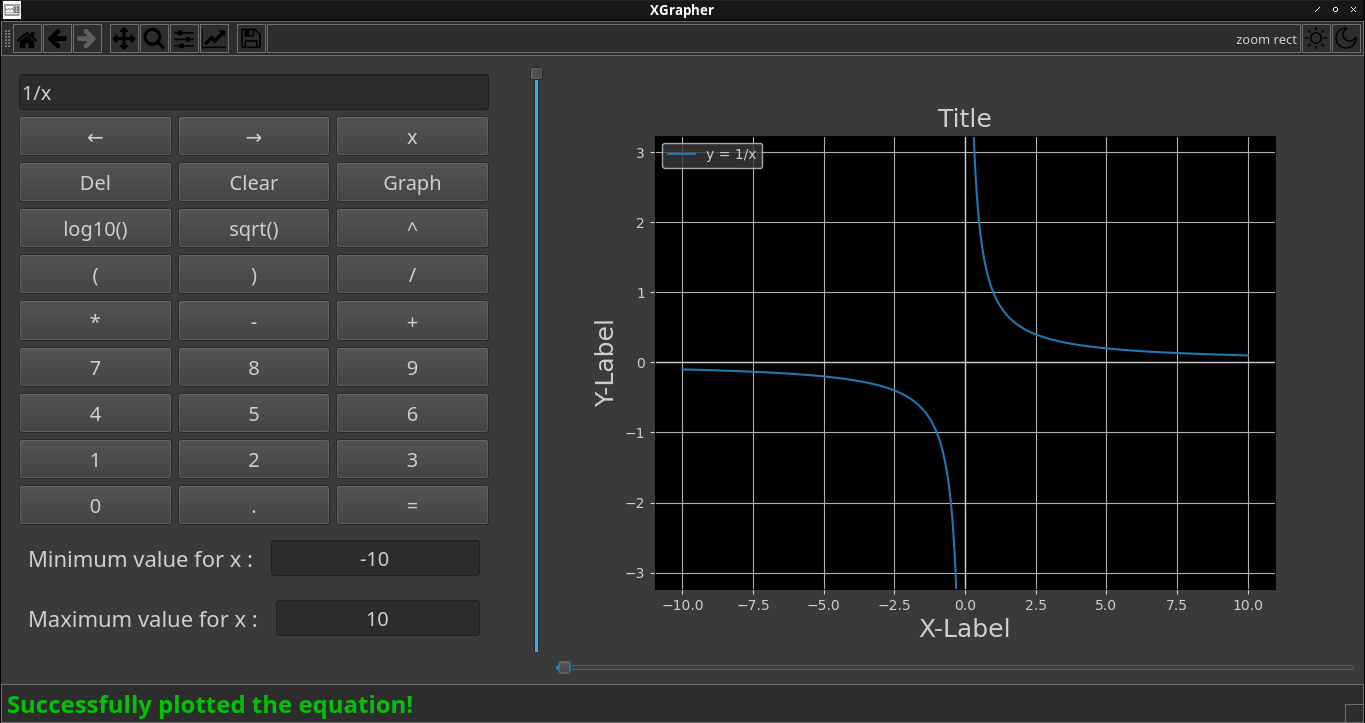 XGrapher
zoom rect
1/x
← → x
Del Clear Graph
log10() sqrt() ^
( ) /
* - +
7 8 9
4 5 6
1 2 3
0 . =
Minimum value for x : -10
Maximum value for x : 10
Title
y = 1/x
3
2
1
0
−1
−2
−3
Y-Label
−10.0 −7.5 −5.0 −2.5 0.0 2.5 5.0 7.5 10.0
X-Label
Successfully plotted the equation!